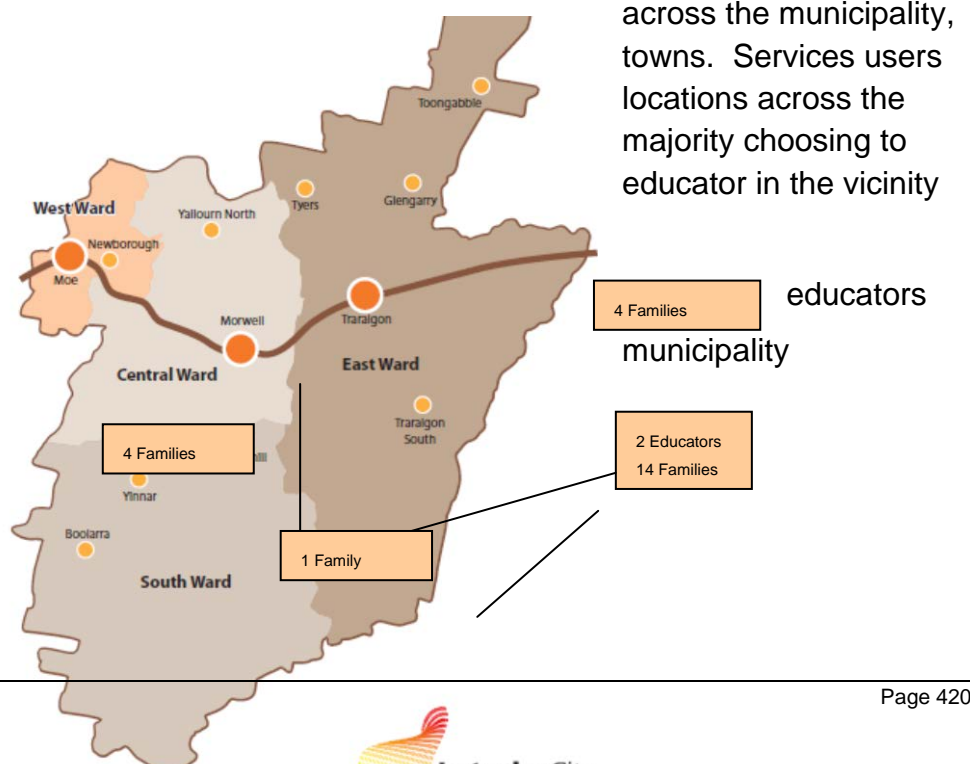 across the municipality,
towns. Services users
locations across the
majority choosing to
educator in the vicinity
Toongabble
Tyers
Glengarry
West Ward
Yallourn North
Newborough
Moe
4 Families
educators
Morwell
Traralgon
municipality
Central Ward
East Ward
Traralgon
South
4 Families
2 Educators
14 Families
Yinnar
Boolarra
1 Family
South Ward
Page 420